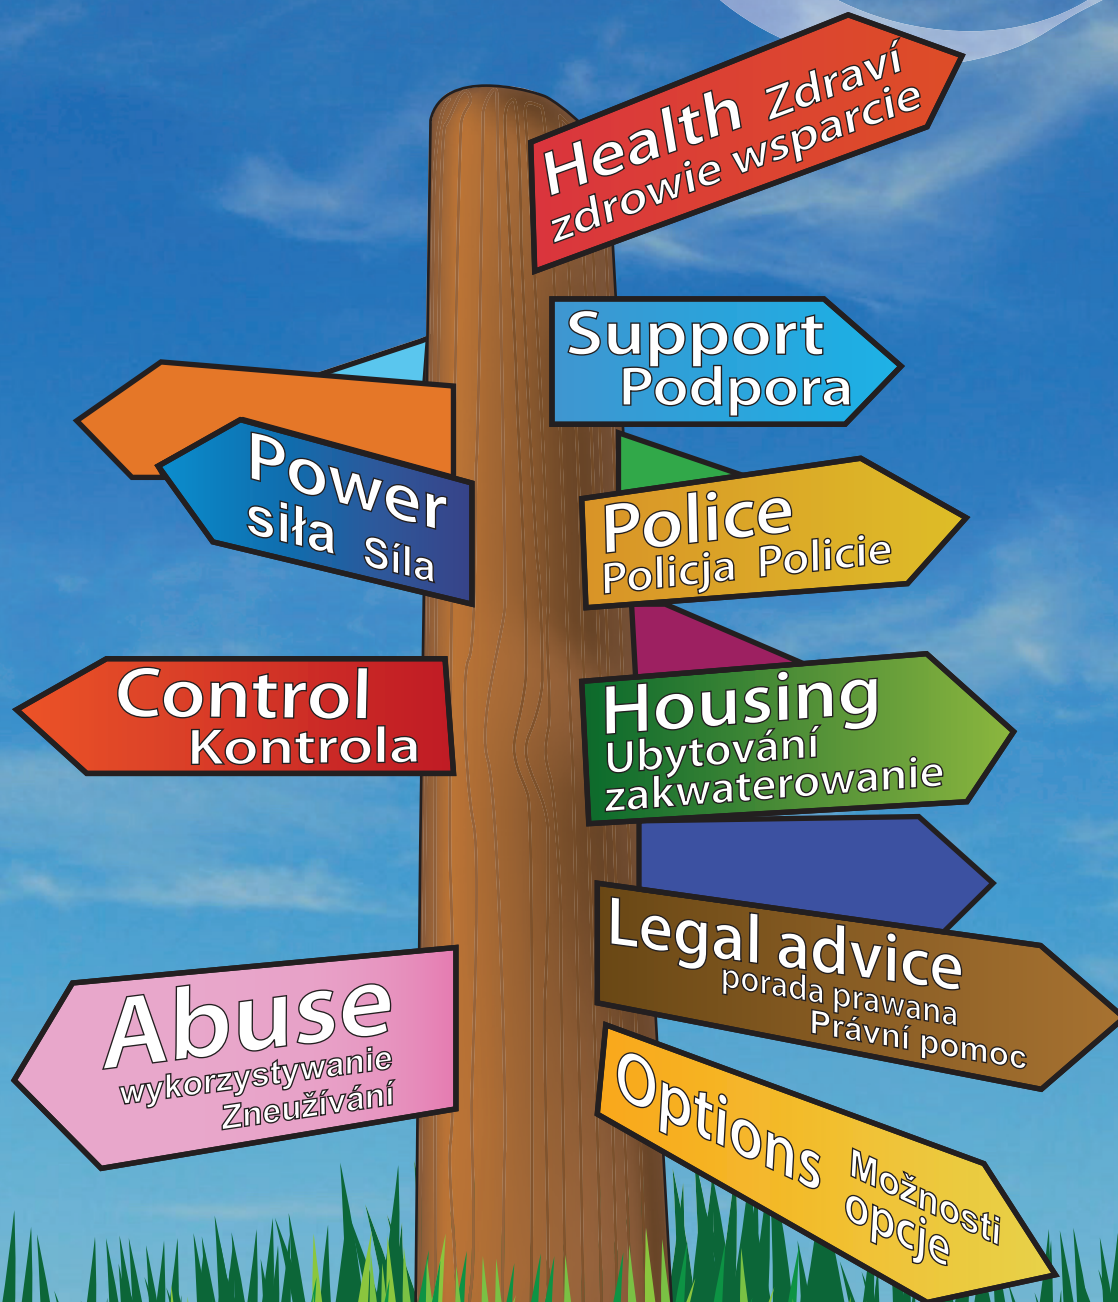 Health Zdraví
zdrowie wsparcie
Support
Podpora
Power
siła Síla
Police
Policja Policie
Control
Kontrola
Housing
Ubytování
zakwaterowanie
Legal advice
porada prawana
Právní pomoc
Abuse
wykorzystywanie
Zneužívání
Options Možnosti
opcje